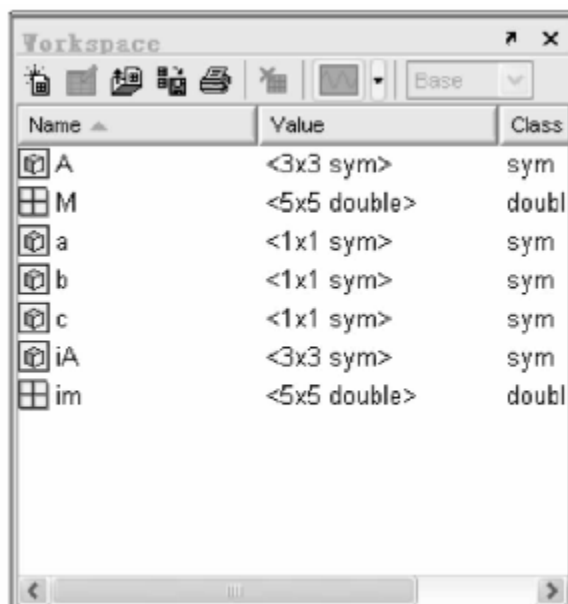 Workspace
Base
Name Value Class
A <3x3 sym> sym
M <5x5 double> doubl
a <1x1 sym> sym
b <1x1 sym> sym
c <1x1 sym> sym
iA <3x3 sym> sym
im <5x5 double> doubl